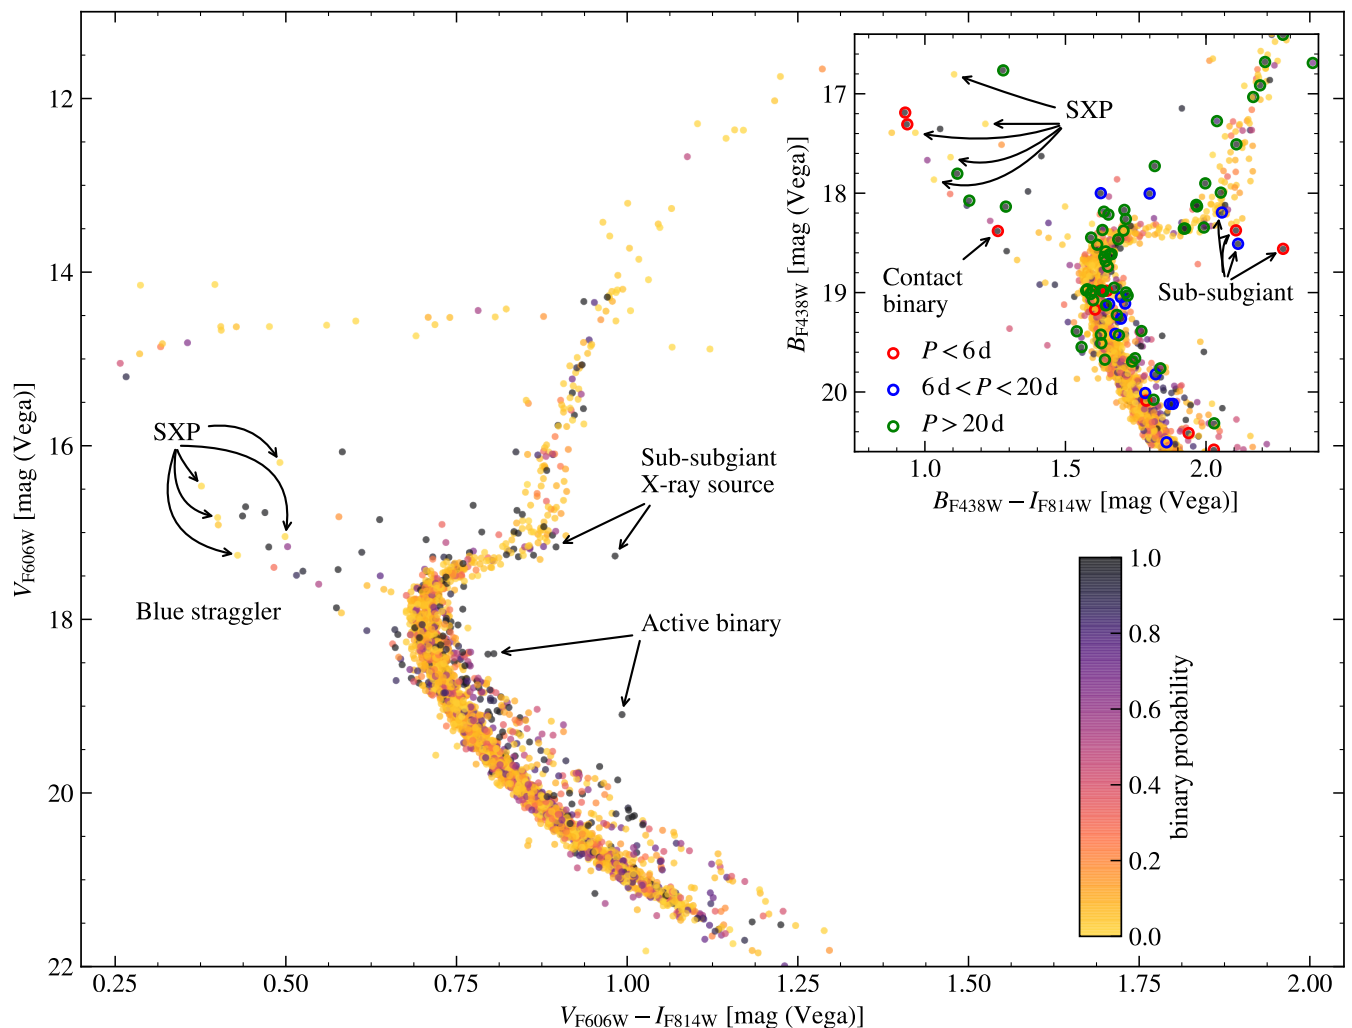 12
14
16
18
20
22
V_F606W [mag (Vega)]
0.25
0.50
0.75
1.00
1.25
1.50
1.75
2.00
V_F606W − I_F814W [mag (Vega)]
SXP
Blue straggler
Sub-subgiant
X-ray source
Active binary
17
18
19
20
B_F438W [mag (Vega)]
1.0
1.5
2.0
B_F438W − I_F814W [mag (Vega)]
SXP
Contact
binary
Sub-subgiant
P < 6 d
6 d < P < 20 d
P > 20 d
1.0
0.8
0.6
0.4
0.2
0.0
binary probability